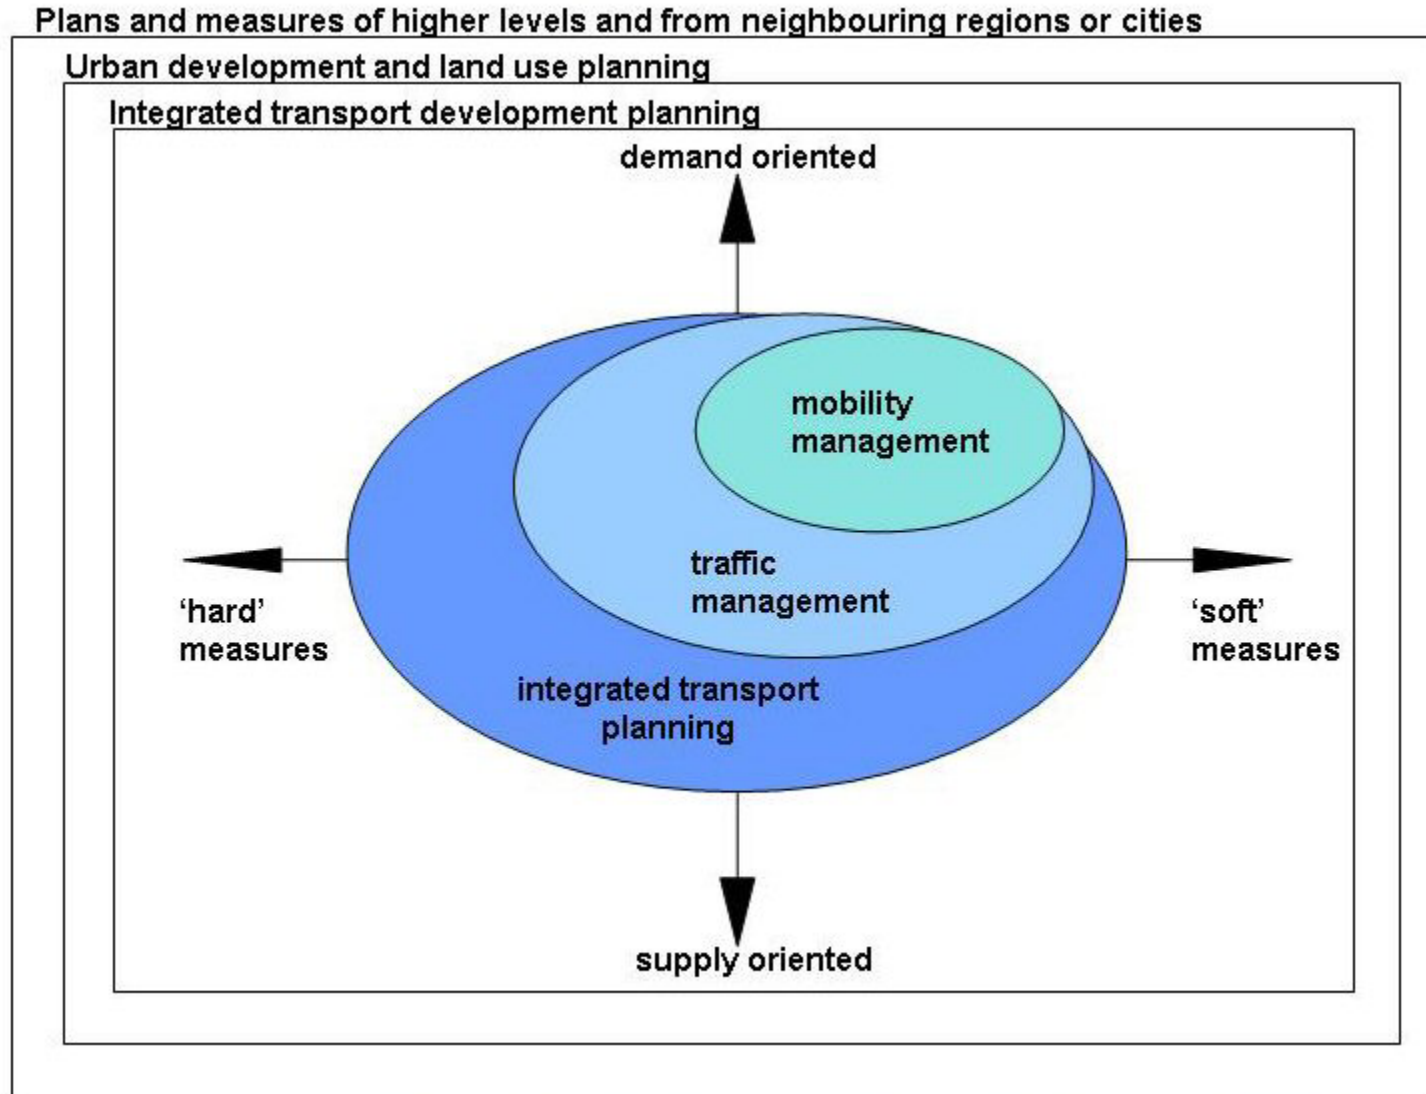 Plans and measures of higher levels and from neighbouring regions or cities
Urban development and land use planning
Integrated transport development planning
demand oriented
mobility
management
traffic
management
‘hard’
measures
‘soft’
measures
integrated transport
planning
supply oriented